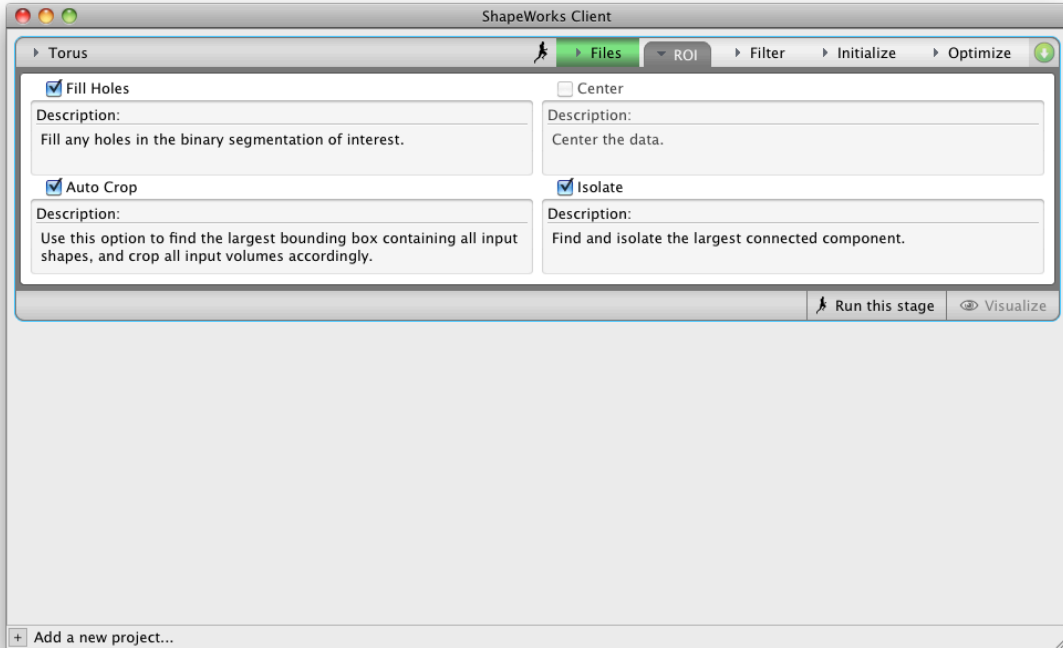 ShapeWorks Client
Torus Files ROI Filter Initialize Optimize
Fill Holes
Description:
Fill any holes in the binary segmentation of interest.
Center
Description:
Center the data.
Auto Crop
Description:
Use this option to find the largest bounding box containing all input
shapes, and crop all input volumes accordingly.
Isolate
Description:
Find and isolate the largest connected component.
Run this stage Visualize
+ Add a new project...